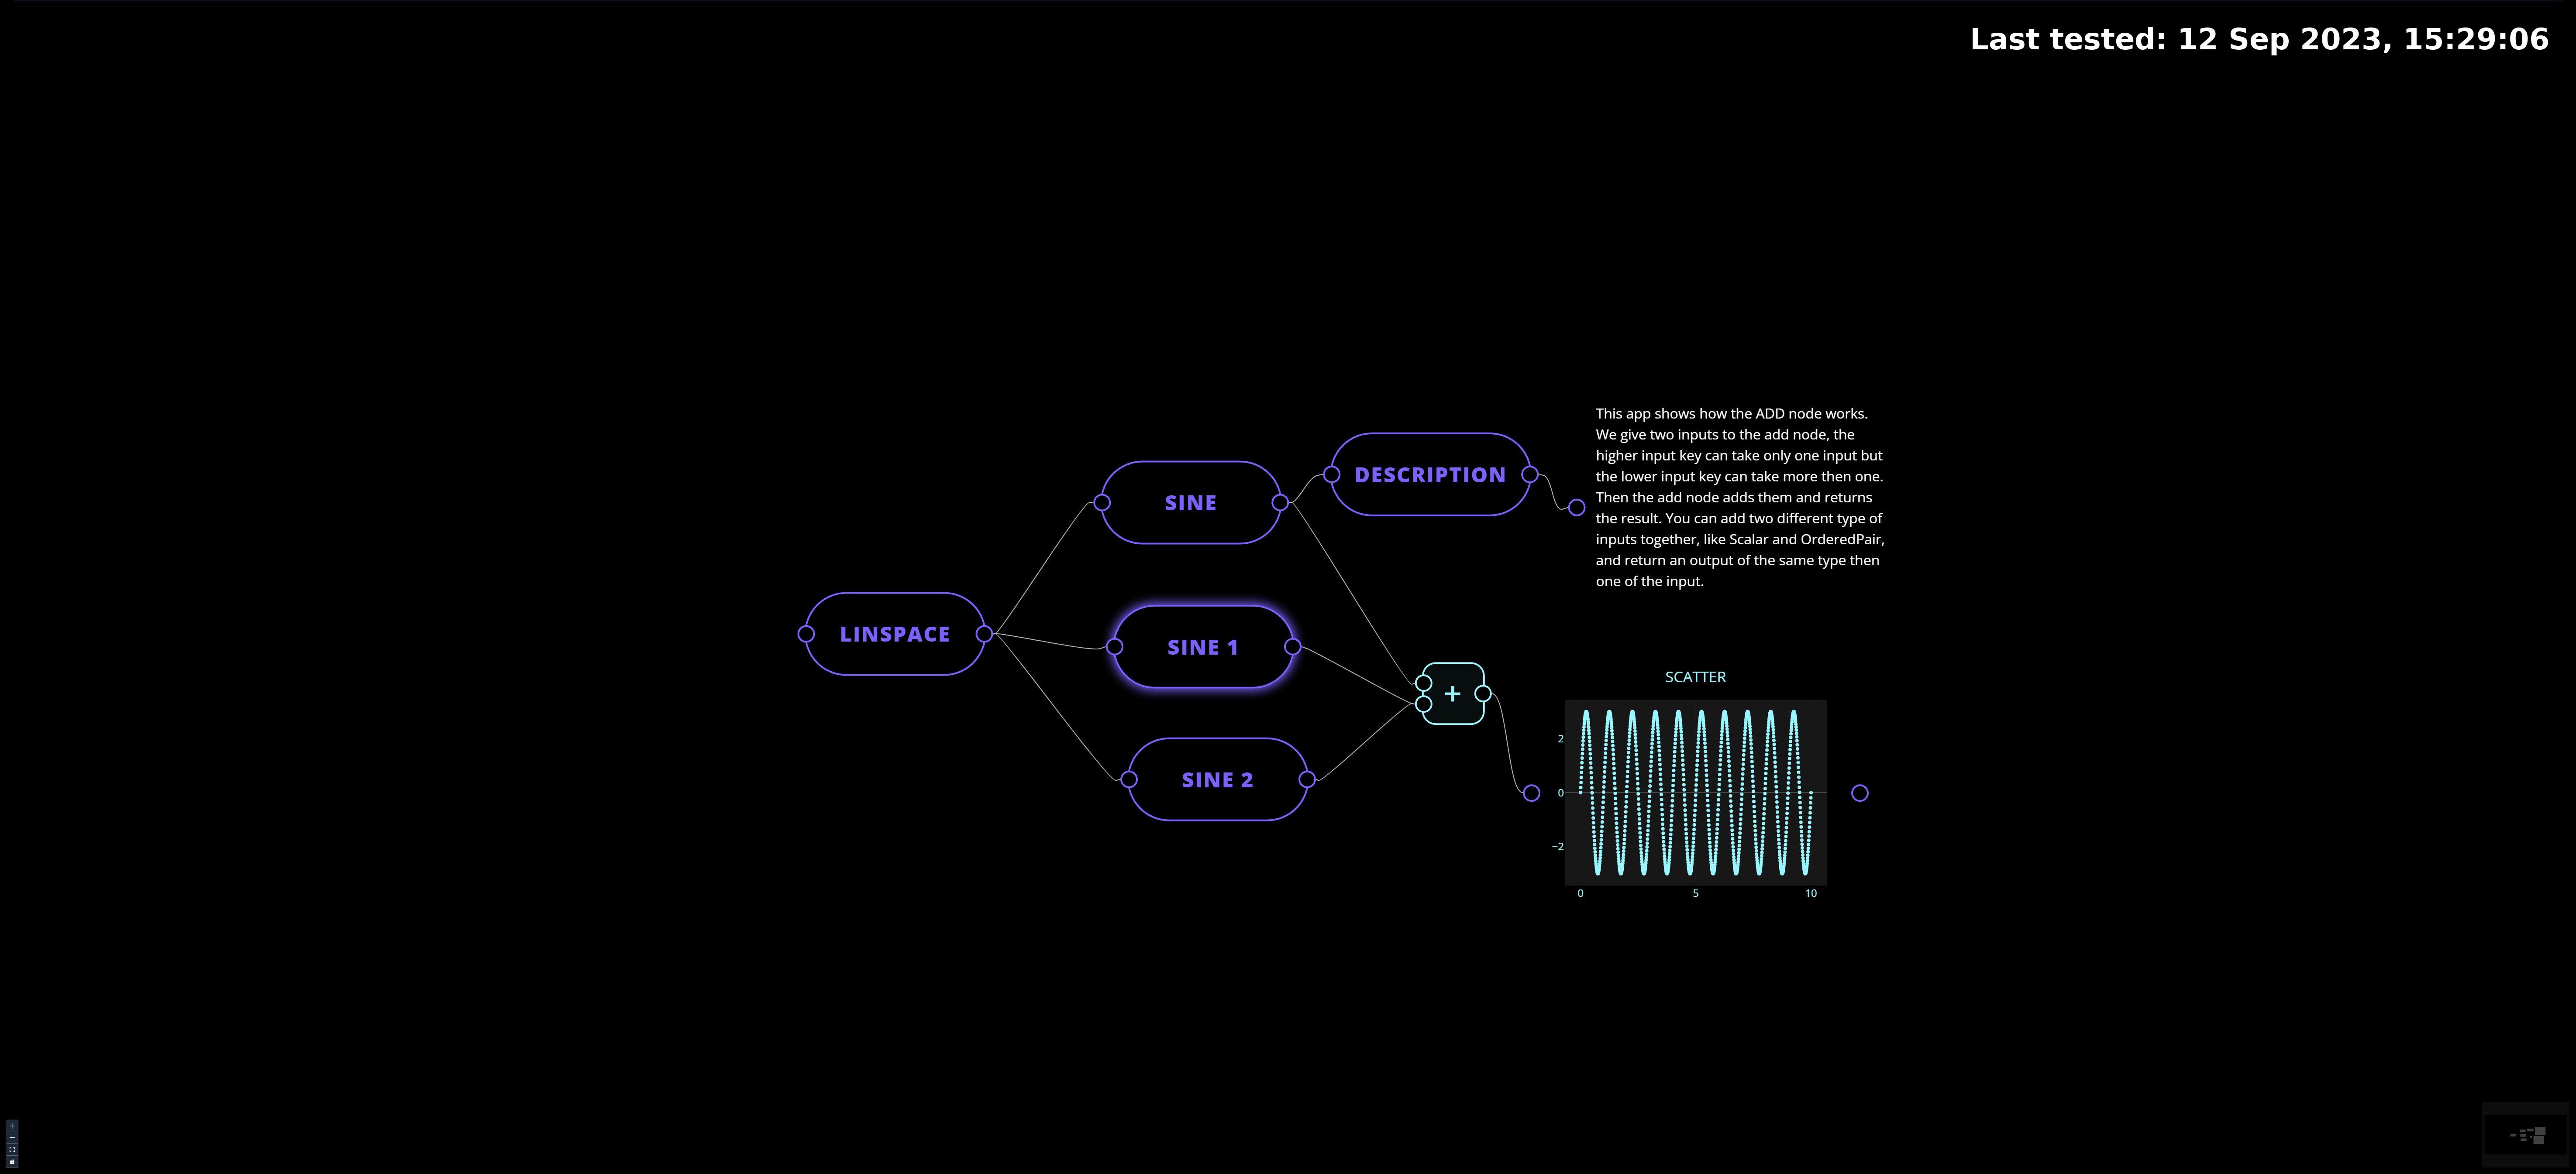 Last tested: 12 Sep 2023, 15:29:06
This app shows how the ADD node works.
We give two inputs to the add node, the
higher input key can take only one input but
the lower input key can take more then one.
Then the add node adds them and returns
the result. You can add two different type of
inputs together, like Scalar and OrderedPair,
and return an output of the same type then
one of the input.
DESCRIPTION
SINE
LINSPACE
SINE 1
+
SINE 2
SCATTER
2
0
−2
0 5 10